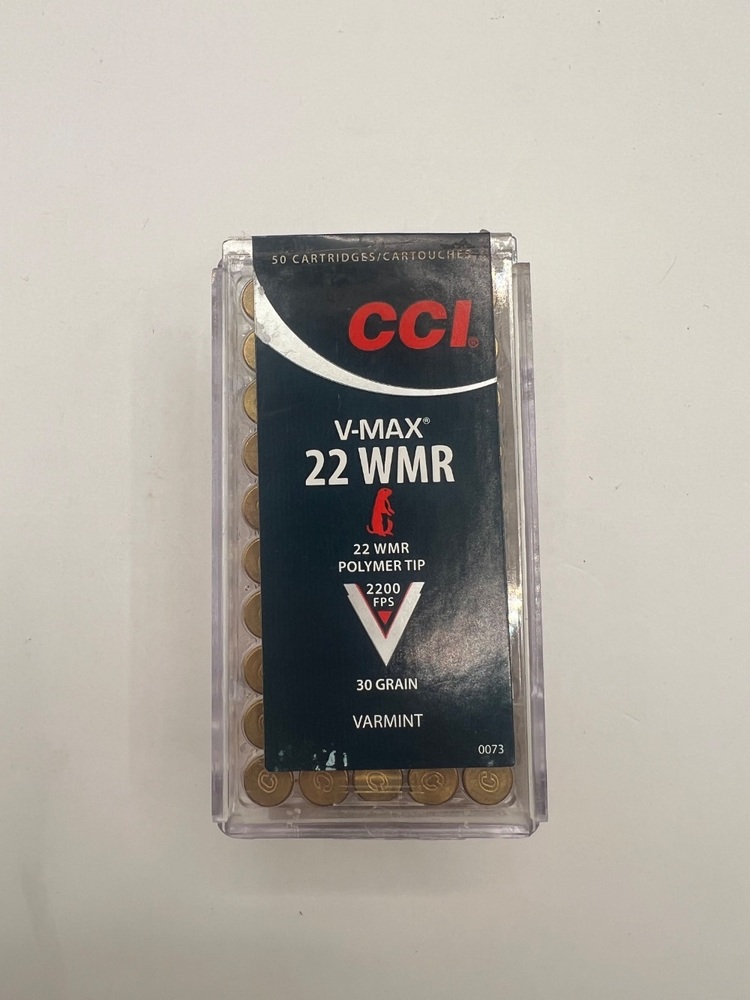 50 CARTRIDGES/CARTOUCHES
CCI®
V-MAX®
22 WMR
22 WMR
POLYMER TIP
2200
FPS
30 GRAIN
VARMINT
0073
C C C C C